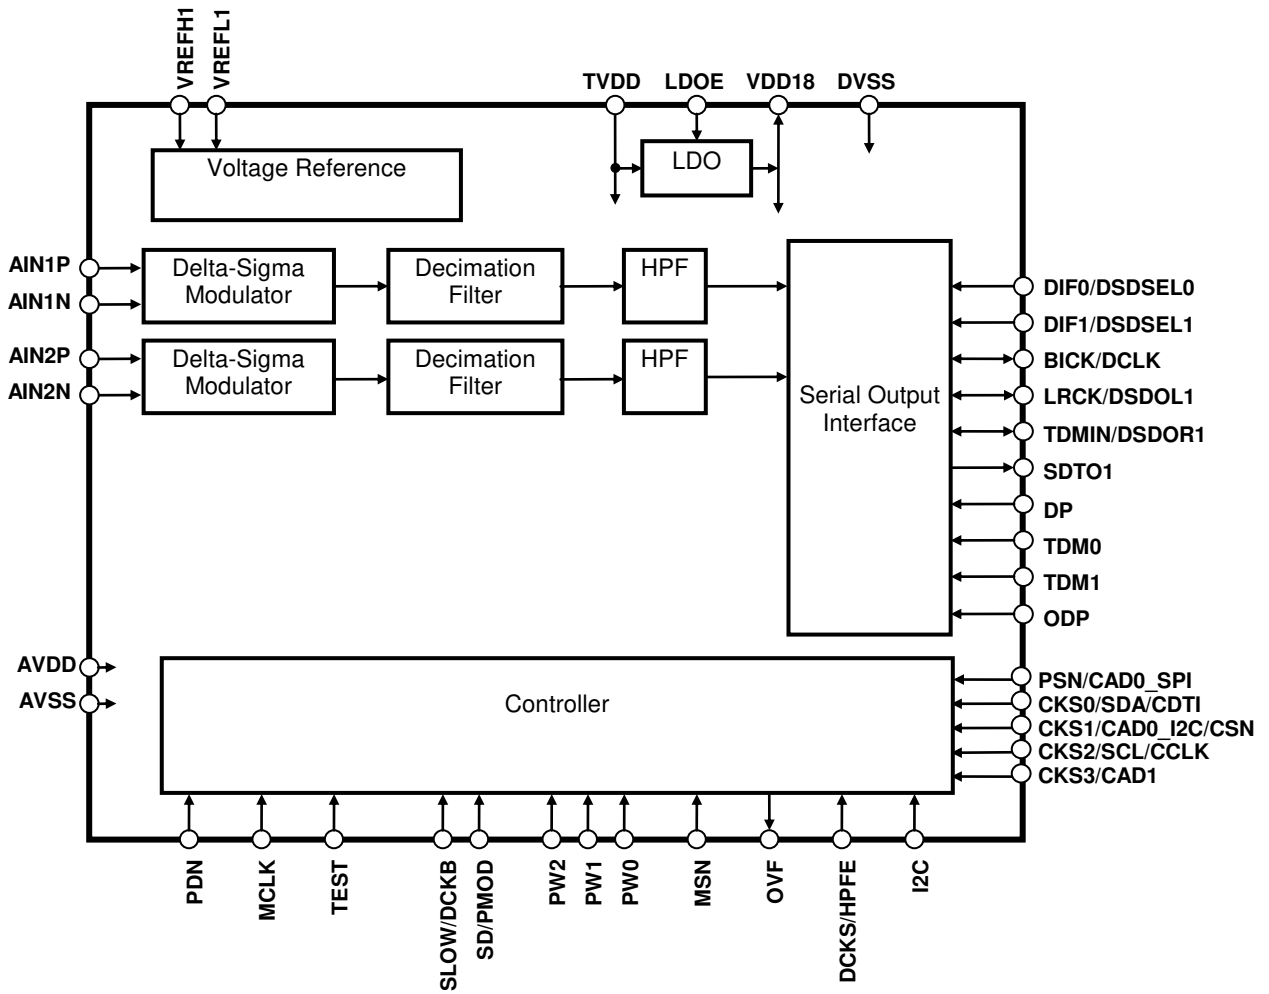 VREFH1
VREFL1
TVDD
LDOE
VDD18
DVSS
Voltage Reference
LDO
AIN1P
AIN1N
AIN2P
AIN2N
Delta-Sigma
Modulator
Decimation
Filter
HPF
Delta-Sigma
Modulator
Decimation
Filter
HPF
Serial Output
Interface
DIF0/DSDSEL0
DIF1/DSDSEL1
BICK/DCLK
LRCK/DSDOL1
TDMIN/DSDOR1
SDTO1
DP
TDM0
TDM1
ODP
AVDD
AVSS
Controller
PSN/CAD0_SPI
CKS0/SDA/CDTI
CKS1/CAD0_I2C/CSN
CKS2/SCL/CCLK
CKS3/CAD1
PDN
MCLK
TEST
SLOW/DCKB
SD/PMOD
PW2
PW1
PW0
MSN
OVF
DCKS/HPFE
I2C